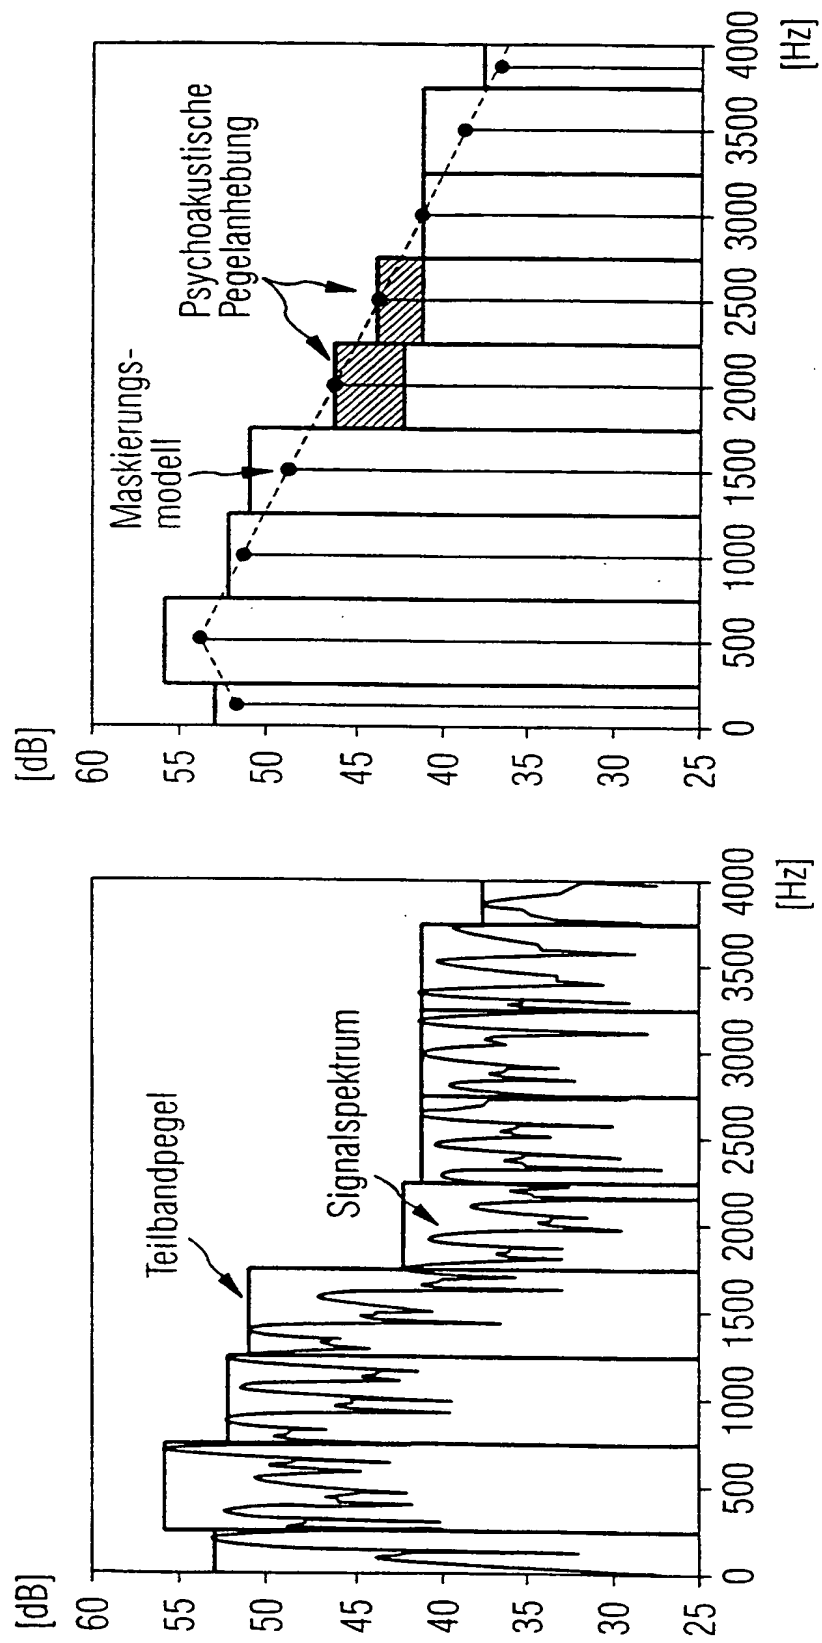 [dB]
60
55
50
45
40
35
30
25
Teilbandpegel
Signalspektrum
0 500 1000 1500 2000 2500 3000 3500 4000
[Hz]
[dB]
60
55
50
45
40
35
30
25
Maskierungs-
modell
Psychoakustische
Pegelanhebung
0 500 1000 1500 2000 2500 3000 3500 4000
[Hz]